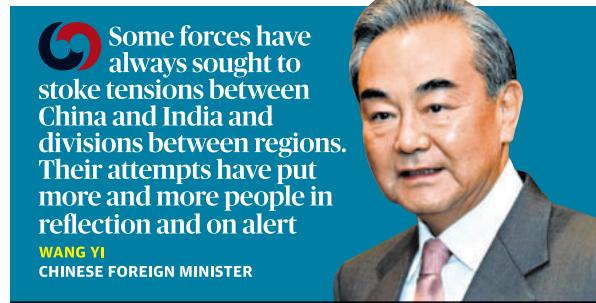 Some forces have
always sought to
stoke tensions between
China and India and
divisions between regions.
Their attempts have put
more and more people in
reflection and on alert
WANG YI
CHINESE FOREIGN MINISTER